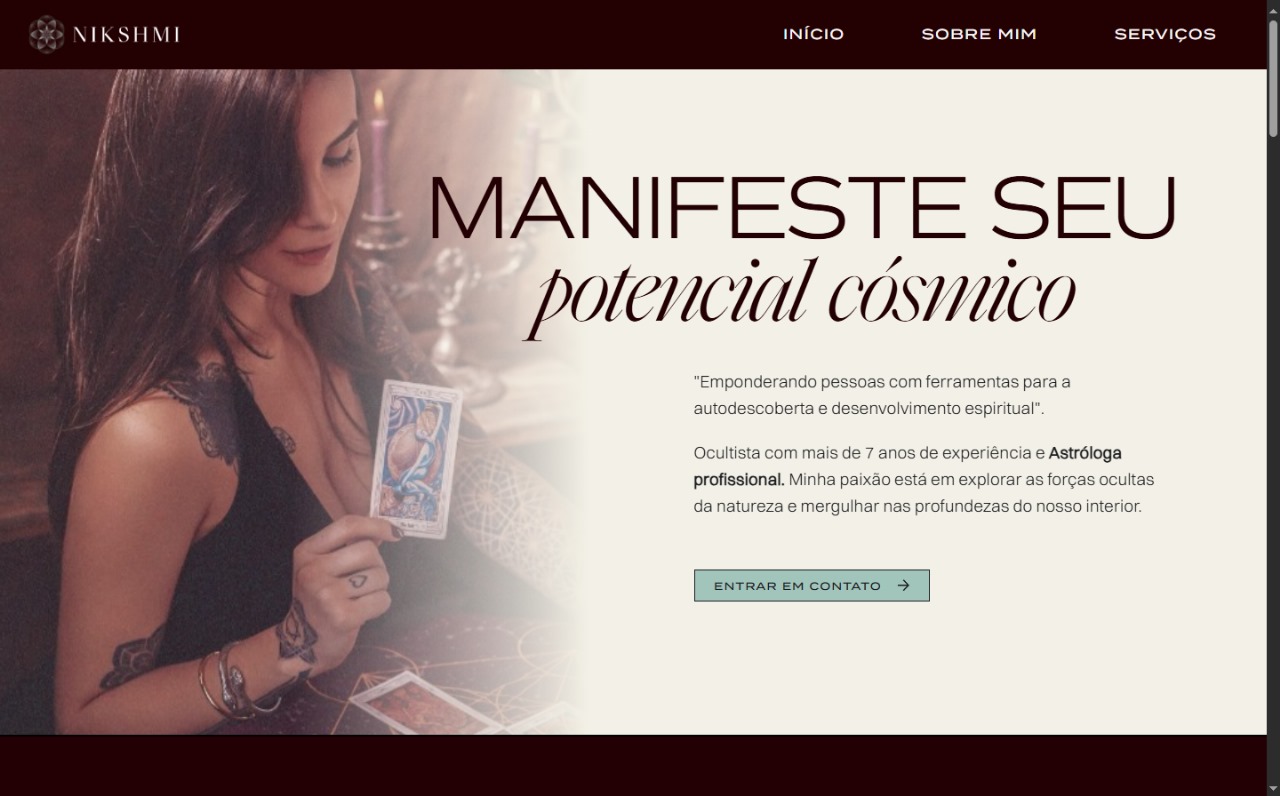 NIKSHMI
INÍCIO
SOBRE MIM
SERVIÇOS
MANIFESTE SEU
potencial cósmico
"Emponderando pessoas com ferramentas para a
autodescoberta e desenvolvimento espiritual".
Ocultista com mais de 7 anos de experiência e Astróloga
profissional. Minha paixão está em explorar as forças ocultas
da natureza e mergulhar nas profundezas do nosso interior.
ENTRAR EM CONTATO